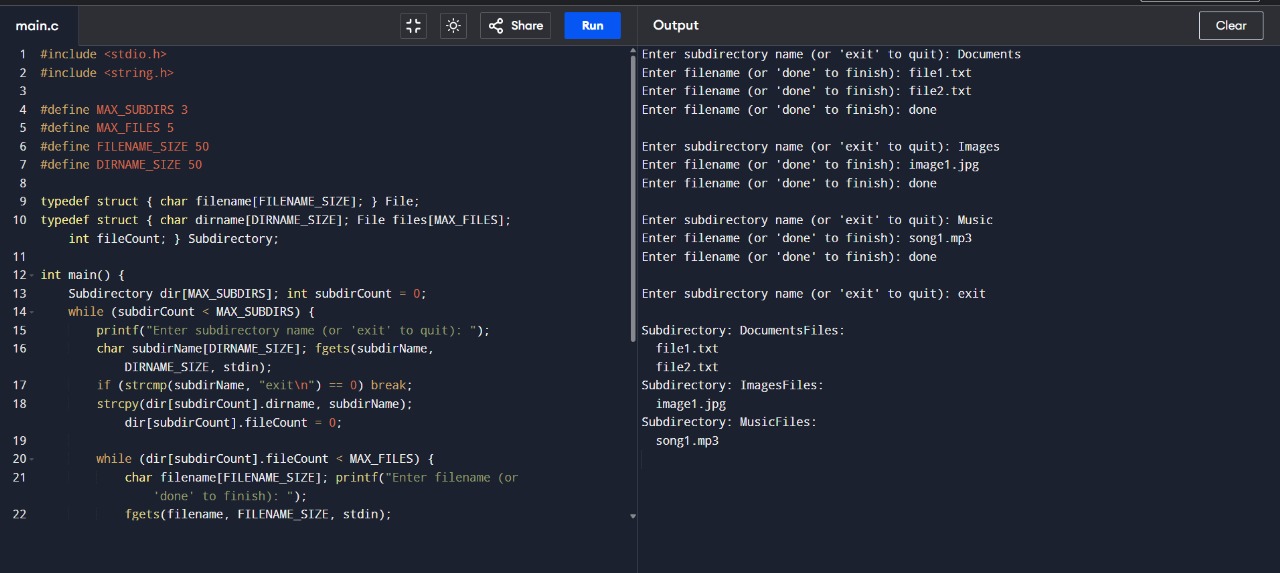 main.c
Share
Run
Output
Clear
1 #include <stdio.h>
2 #include <string.h>
3
4 #define MAX_SUBDIRS 3
5 #define MAX_FILES 5
6 #define FILENAME_SIZE 50
7 #define DIRNAME_SIZE 50
8
9 typedef struct { char filename[FILENAME_SIZE]; } File;
10 typedef struct { char dirname[DIRNAME_SIZE]; File files[MAX_FILES];
int fileCount; } Subdirectory;
11
12 int main() {
13 Subdirectory dir[MAX_SUBDIRS]; int subdirCount = 0;
14 while (subdirCount < MAX_SUBDIRS) {
15 printf("Enter subdirectory name (or 'exit' to quit): ");
16 char subdirName[DIRNAME_SIZE]; fgets(subdirName,
DIRNAME_SIZE, stdin);
17 if (strcmp(subdirName, "exit\n") == 0) break;
18 strcpy(dir[subdirCount].dirname, subdirName);
dir[subdirCount].fileCount = 0;
19
20 while (dir[subdirCount].fileCount < MAX_FILES) {
21 char filename[FILENAME_SIZE]; printf("Enter filename (or
'done' to finish): ");
22 fgets(filename, FILENAME_SIZE, stdin);
Enter subdirectory name (or 'exit' to quit): Documents
Enter filename (or 'done' to finish): file1.txt
Enter filename (or 'done' to finish): file2.txt
Enter filename (or 'done' to finish): done
Enter subdirectory name (or 'exit' to quit): Images
Enter filename (or 'done' to finish): image1.jpg
Enter filename (or 'done' to finish): done
Enter subdirectory name (or 'exit' to quit): Music
Enter filename (or 'done' to finish): song1.mp3
Enter filename (or 'done' to finish): done
Enter subdirectory name (or 'exit' to quit): exit
Subdirectory: DocumentsFiles:
file1.txt
file2.txt
Subdirectory: ImagesFiles:
image1.jpg
Subdirectory: MusicFiles:
song1.mp3